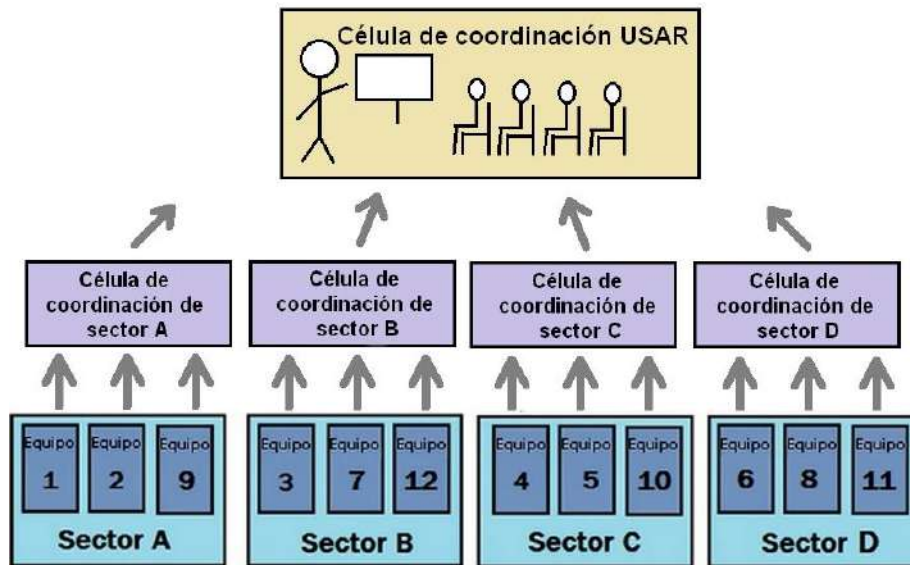 Célula de coordinación USAR
Célula de
coordinación de
sector A
Célula de
coordinación de
sector B
Célula de
coordinación de
sector C
Célula de
coordinación de
sector D
Equipo
1
Equipo
2
Equipo
9
Sector A
Equipo
3
Equipo
7
Equipo
12
Sector B
Equipo
4
Equipo
5
Equipo
10
Sector C
Equipo
6
Equipo
8
Equipo
11
Sector D